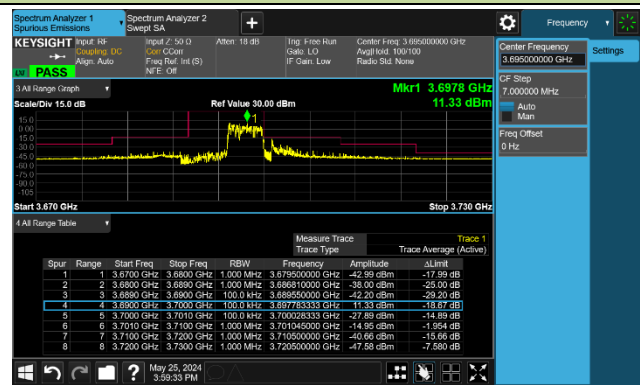 Spectrum Analyzer 1
Spurious Emissions
Spectrum Analyzer 2
Swept SA
Frequency
KEYSIGHT
Input: RF
Coupling: DC
Align: Auto
Input Z: 50 Ω
Corr CCorr
Freq Ref: Int (S)
NFE: Off
Atten: 18 dB
Trig: Free Run
Gate: LO
IF Gain: Low
Center Freq: 3.695000000 GHz
Avg|Hold: 100/100
Radio Std: None
LW PASS
Center Frequency
3.695000000 GHz
Settings
CF Step
7.000000 MHz
Auto
Man
Freq Offset
0 Hz
3 All Range Graph
Mkr1 3.6978 GHz
11.33 dBm
Scale/Div 15.0 dB
Ref Value 30.00 dBm
1
15.0
0.00
-15.0
-30.0
-45.0
-60.0
-75.0
-90.0
-105
Start 3.670 GHz
Stop 3.730 GHz
4 All Range Table
Measure Trace Trace 1
Trace Type Trace Average (Active)
Spur Range Start Freq Stop Freq RBW Frequency Amplitude ΔLimit
1 1 3.6700 GHz 3.6800 GHz 1.000 MHz 3.679500000 GHz -42.99 dBm -17.99 dB
2 2 3.6800 GHz 3.6890 GHz 1.000 MHz 3.686810000 GHz -38.00 dBm -25.00 dB
3 3 3.6890 GHz 3.6900 GHz 100.0 kHz 3.689550000 GHz -42.20 dBm -29.20 dB
4 4 3.6900 GHz 3.7000 GHz 100.0 kHz 3.697783333 GHz 11.33 dBm -18.67 dB
5 5 3.7000 GHz 3.7010 GHz 100.0 kHz 3.700028333 GHz -27.89 dBm -14.89 dB
6 6 3.7010 GHz 3.7100 GHz 1.000 MHz 3.701045000 GHz -14.95 dBm -1.954 dB
7 7 3.7100 GHz 3.7200 GHz 1.000 MHz 3.710500000 GHz -40.66 dBm -15.66 dB
8 8 3.7200 GHz 3.7300 GHz 1.000 MHz 3.720500000 GHz -47.58 dBm -7.580 dB
May 25, 2024
3:59:33 PM